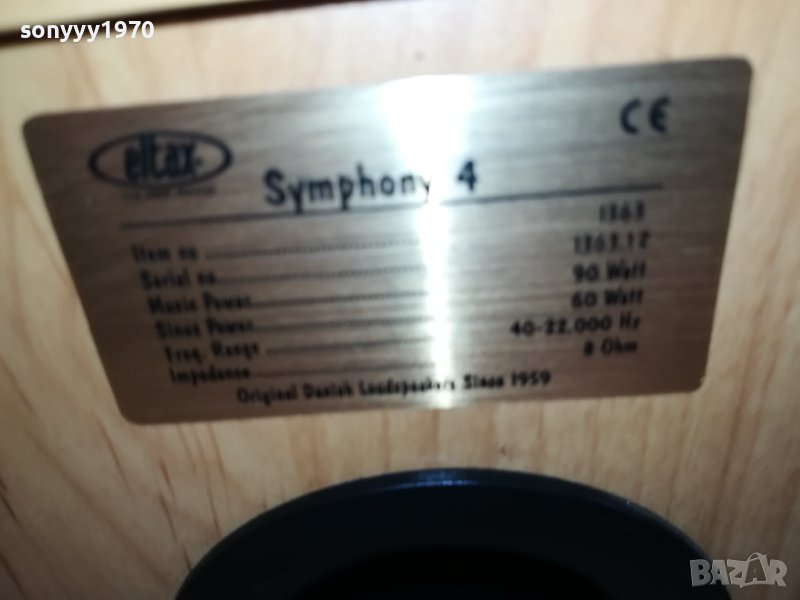 sonyyy1970
eltax
CE
Symphony 4
Item no 1363
Serial no 1363.12
Music Power 90 Watt
Sinus Power 60 Watt
Freq. Range 40-22.000 Hz
Impedance 8 Ohm
Original Danish Loudspeakers Since 1959
BAZAR